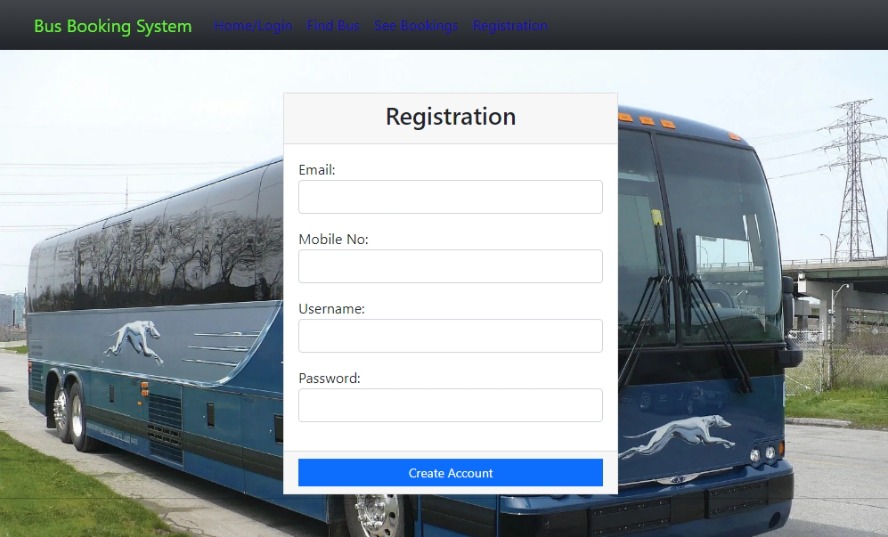 Bus Booking System Home/Login Find Bus See Bookings Registration
Registration
Email:
Mobile No:
Username:
Password:
Create Account